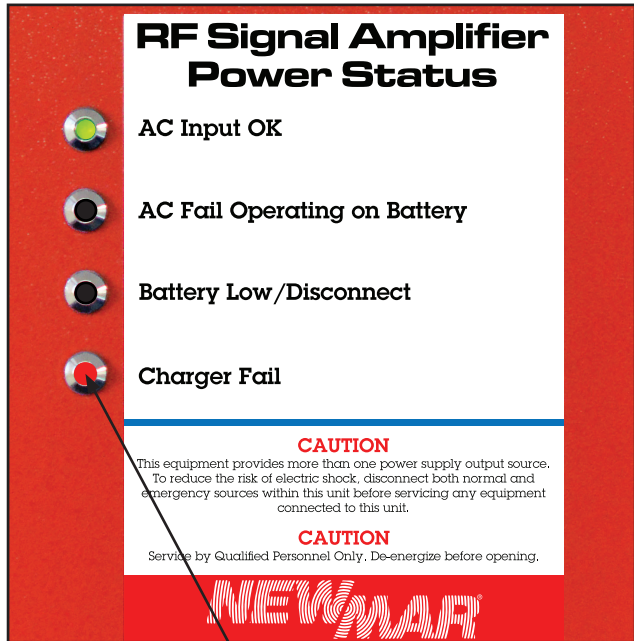 RF Signal Amplifier
Power Status
AC Input OK
AC Fail Operating on Battery
Battery Low/Disconnect
Charger Fail
CAUTION
This equipment provides more than one power supply output source.
To reduce the risk of electric shock, disconnect both normal and
emergency sources within this unit before servicing any equipment
connected to this unit.
CAUTION
Service by Qualified Personnel Only. De-energize before opening.
NEWMAR®